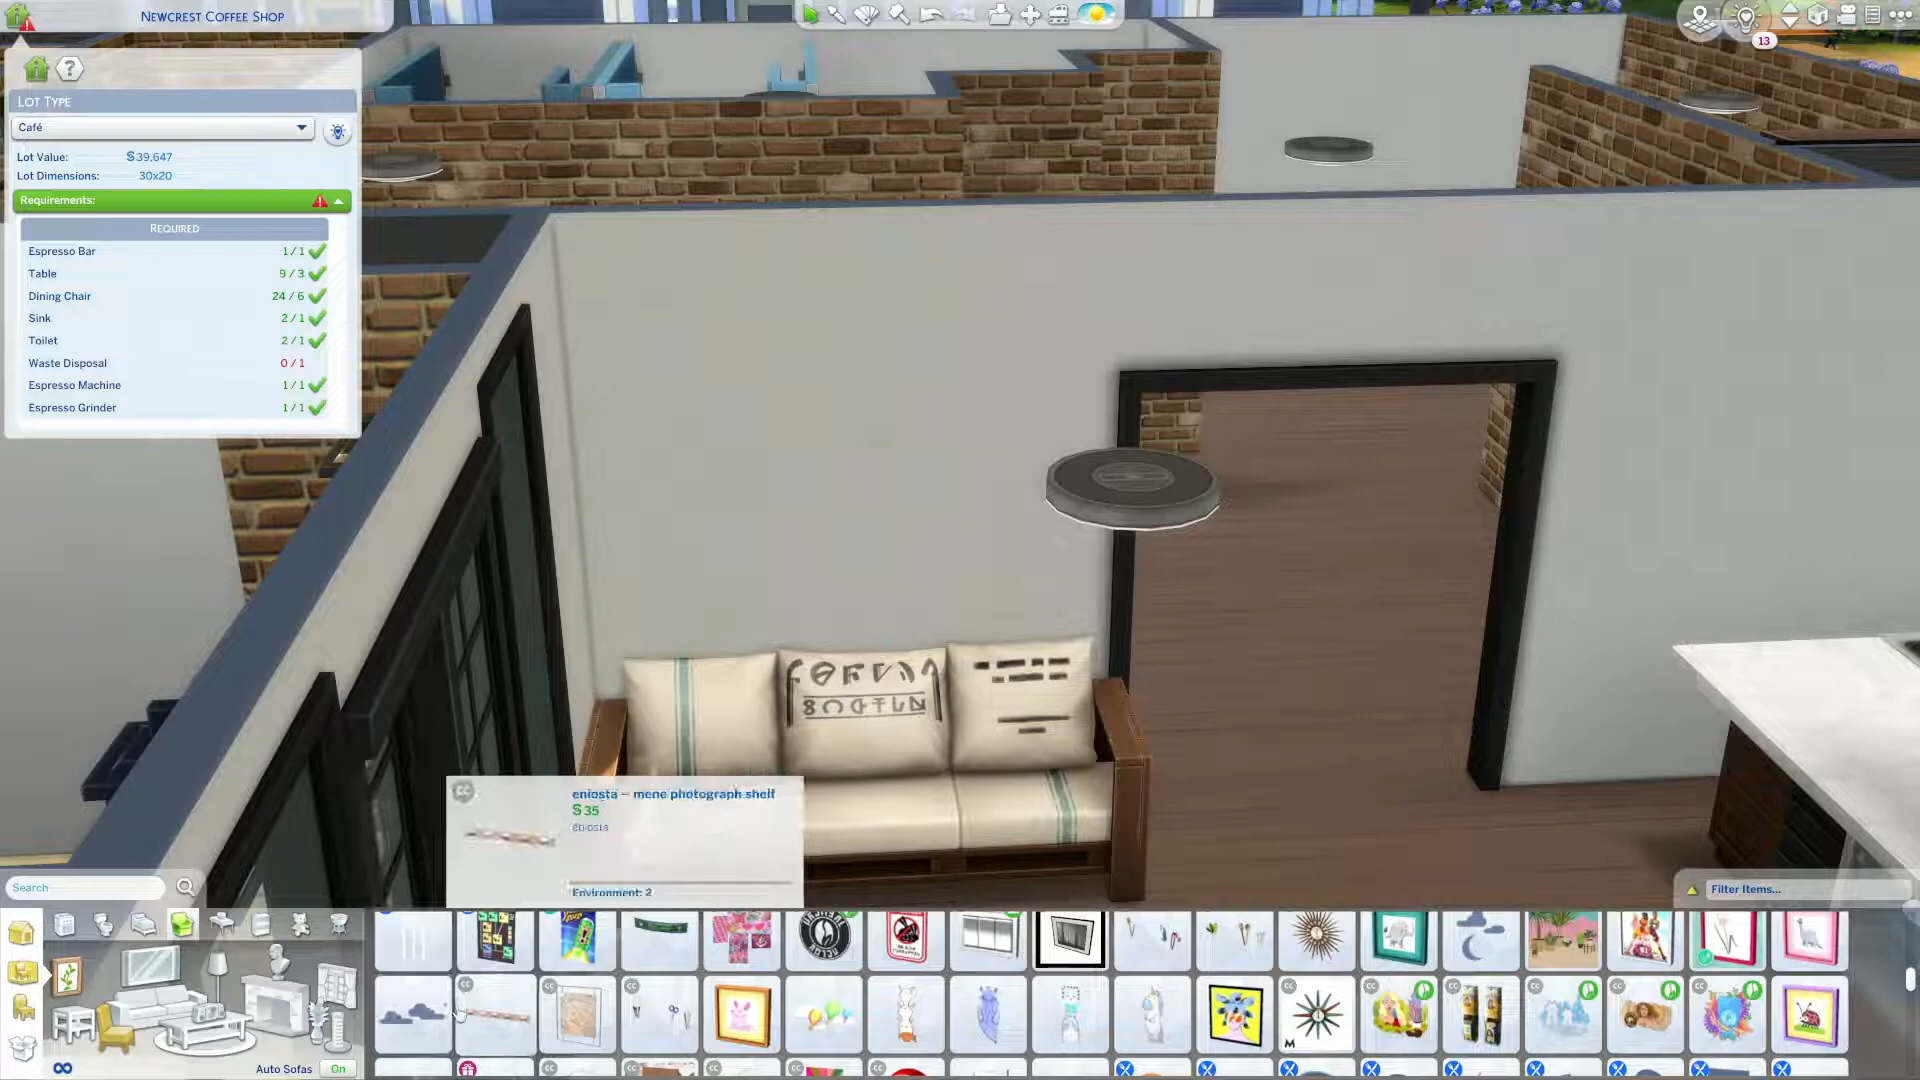 NEWCREST COFFEE SHOP
13
LOT TYPE
Café
Lot Value: §39,647
Lot Dimensions: 30x20
Requirements:
REQUIRED
Espresso Bar 1/1
Table 9/3
Dining Chair 24/6
Sink 2/1
Toilet 2/1
Waste Disposal 0/1
Espresso Machine 1/1
Espresso Grinder 1/1
CC
eniosta – mene photograph shelf
§35
Environment: 2
Search
Filter Items...
Auto Sofas On